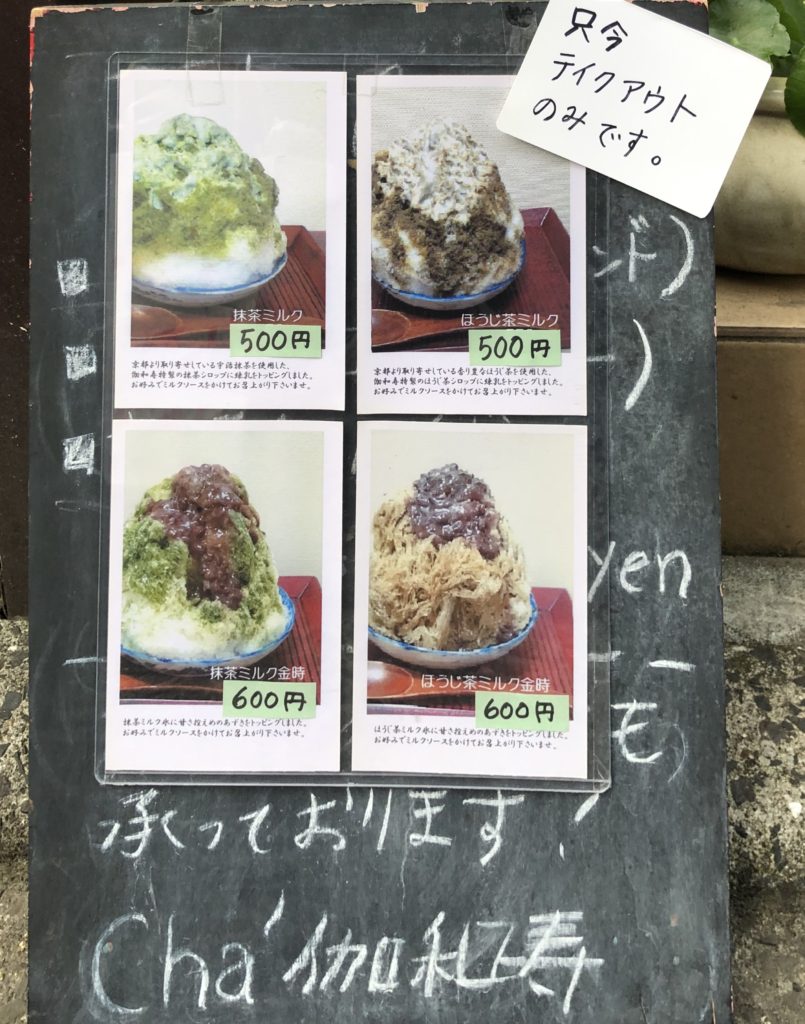 只今
テイクアウト
のみです。
抹茶ミルク
500円
京都より取り寄せしている宇治抹茶を使用した、
伽和寿特製の抹茶シロップに練乳をトッピングしました。
お好みでミルクソースをかけてお召上がり下さいませ。
ほうじ茶ミルク
500円
京都より取り寄せしている香り豊なほうじ茶を使用した、
伽和寿特製のほうじ茶シロップに練乳をトッピングしました。
お好みでミルクソースをかけてお召上がり下さいませ。
ンド)
)
抹茶ミルク金時
600円
抹茶ミルク氷に甘さ控えめのあずきをトッピングしました。
お好みでミルクソースをかけてお召上がり下さいませ。
ほうじ茶ミルク金時
600円
ほうじ茶ミルク氷に甘さ控えめのあずきをトッピングしました。
お好みでミルクソースをかけてお召上がり下さいませ。
yen
モ)
承っております!
Cha'伽和寿